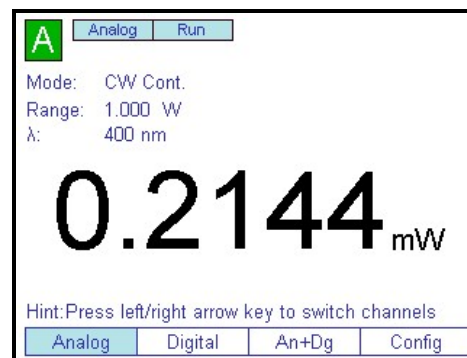 A Analog Run
Mode: CW Cont.
Range: 1.000 W
λ: 400 nm
0.2144 mW
Hint:Press left/right arrow key to switch channels
Analog Digital An+Dg Config